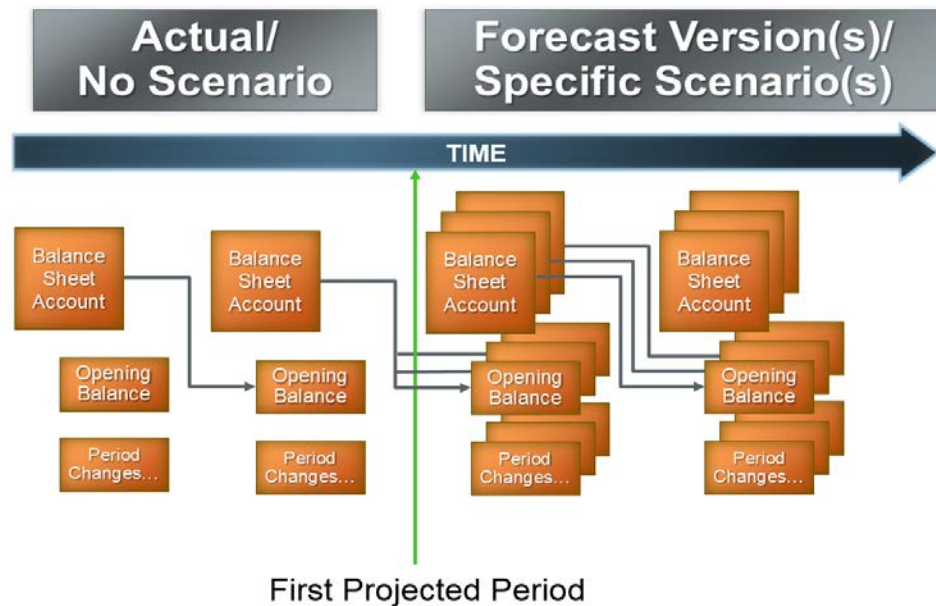 Actual/
No Scenario
Forecast Version(s)/
Specific Scenario(s)
TIME
Balance
Sheet
Account
Balance
Sheet
Account
Balance
Sheet
Account
Balance
Sheet
Account
Opening
Balance
Opening
Balance
Opening
Balance
Opening
Balance
Period
Changes...
Period
Changes...
Period
Changes...
Period
Changes...
First Projected Period